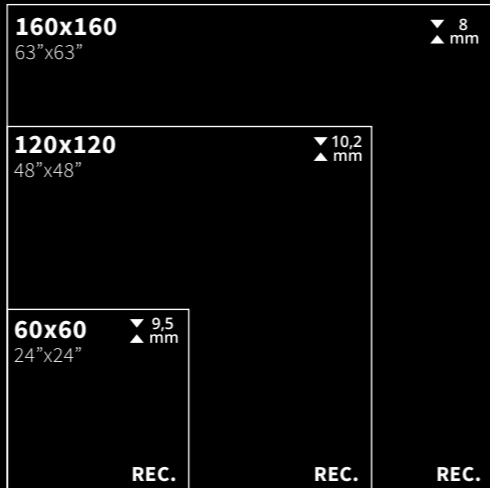 160x160
63”x63”
8
mm
120x120
48”x48”
10,2
mm
60x60
24”x24”
9,5
mm
REC.
REC.
REC.